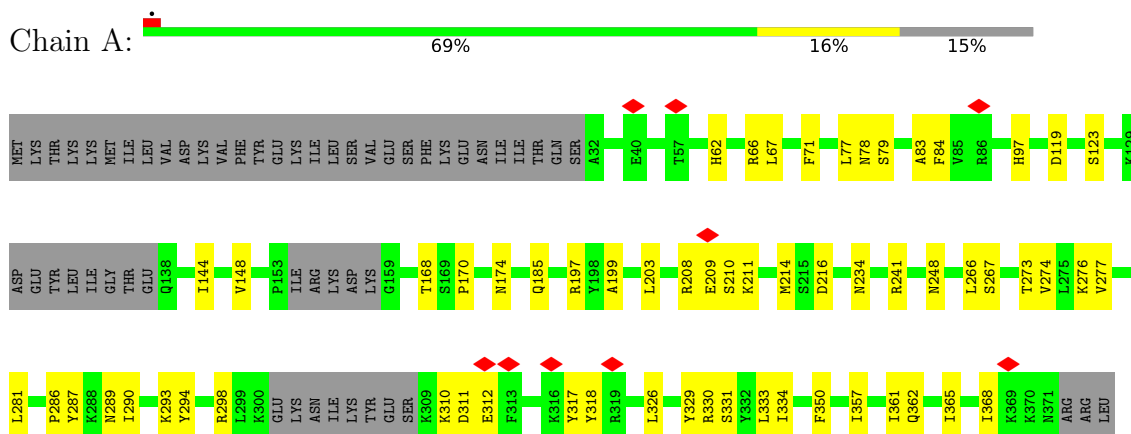 Chain A:
69% 16% 15%
MET LYS THR LYS LYS MET ILE LEU VAL ASP LYS VAL PHE TYR GLU LYS ILE LEU SER VAL GLU SER PHE LYS GLU ASN ILE ILE THR GLN SER A32 E40 T57 H62 R66 L67 F71 L77 N78 S79 A83 F84 V85 R86 H97 D119 S123 K129
ASP GLU TYR LEU ILE GLY THR GLU Q138 I144 V148 P153 ILE ARG LYS ASP LYS G159 T168 S169 P170 N174 Q185 R197 Y198 A199 L203 R208 E209 S210 K211 M214 S215 D216 N234 R241 N248 L266 S267 T273 V274 L275 K276 V277
L281 P286 Y287 K288 N289 I290 K293 Y294 R298 L299 K300 GLU LYS ASN ILE LYS TYR GLU SER K309 K310 D311 E312 F313 K316 Y317 Y318 R319 L326 Y329 R330 S331 Y332 L333 I334 F350 I357 I361 Q362 I365 I368 K369 K370 N371 ARG ARG LEU